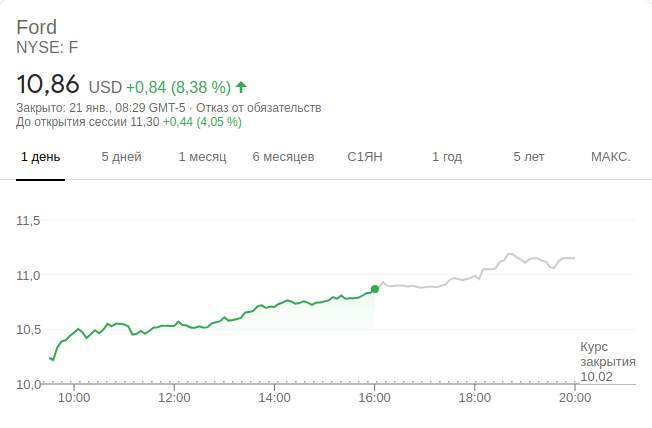 Ford
NYSE: F
10,86 USD +0,84 (8,38 %)
Закрыто: 21 янв., 08:29 GMT-5 · Отказ от обязательств
До открытия сессии 11,30 +0,44 (4,05 %)
1 день 5 дней 1 месяц 6 месяцев С1ЯН 1 год 5 лет МАКС.
11,5
11,0
10,5
Курс
закрытия
10,02
10,0
10:00 12:00 14:00 16:00 18:00 20:00